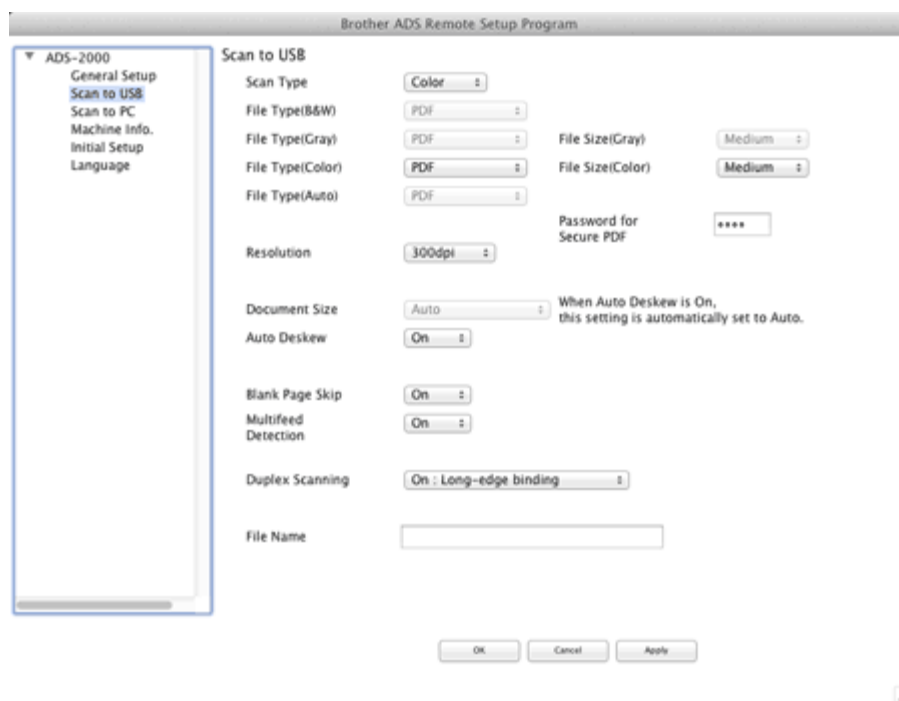 Brother ADS Remote Setup Program
ADS-2000
General Setup
Scan to USB
Scan to PC
Machine Info.
Initial Setup
Language
Scan to USB
Scan Type Color
File Type(B&W) PDF
File Type(Gray) PDF File Size(Gray) Medium
File Type(Color) PDF File Size(Color) Medium
File Type(Auto) PDF
Password for
Secure PDF ••••
Resolution 300dpi
Document Size Auto
When Auto Deskew is On,
this setting is automatically set to Auto.
Auto Deskew On
Blank Page Skip On
Multifeed
Detection On
Duplex Scanning On : Long-edge binding
File Name
OK Cancel Apply